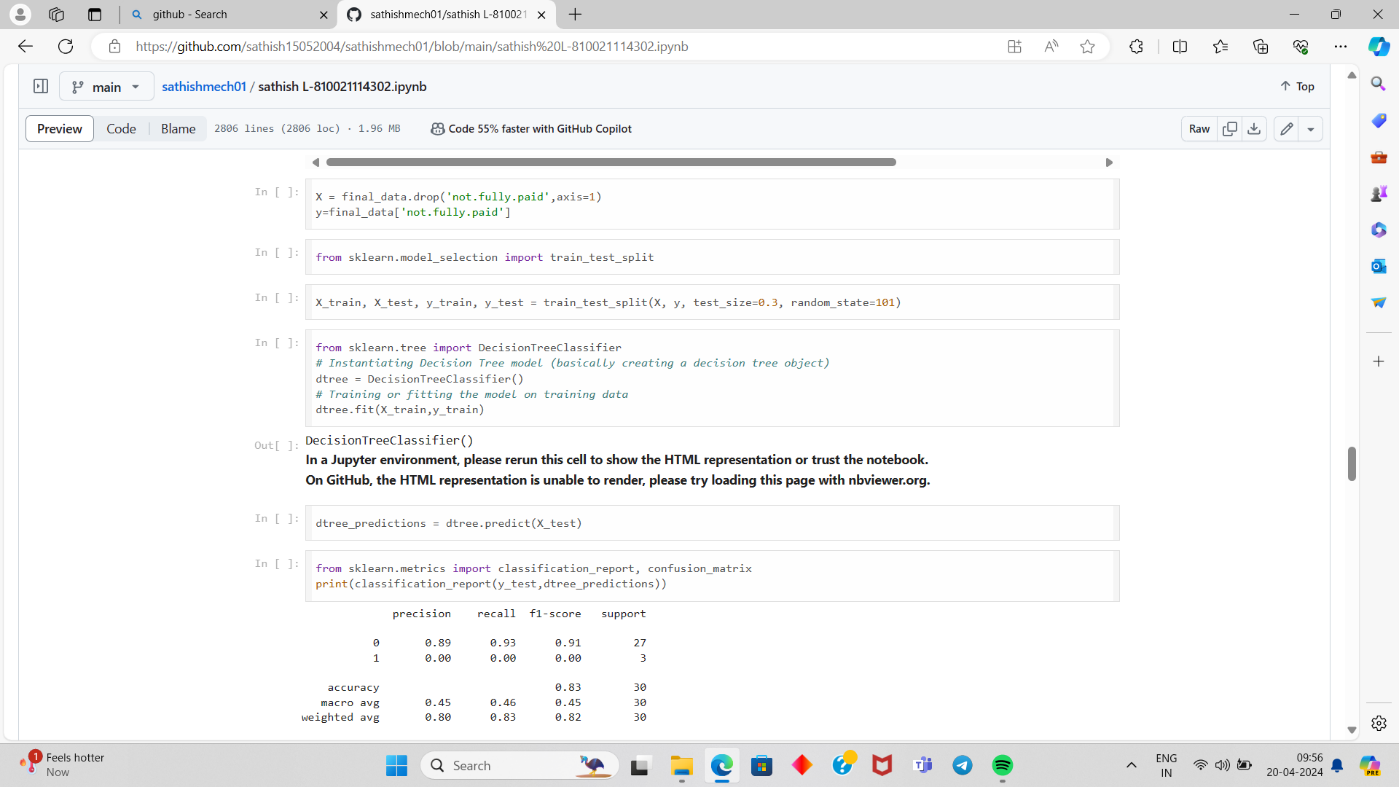 github - Search
sathishmech01/sathish L-810021
https://github.com/sathish15052004/sathishmech01/blob/main/sathish%20L-810021114302.ipynb
main
sathishmech01 / sathish L-810021114302.ipynb
Top
Preview Code Blame 2806 lines (2806 loc) · 1.96 MB Code 55% faster with GitHub Copilot Raw
In [ ]: X = final_data.drop('not.fully.paid',axis=1)
y=final_data['not.fully.paid']
In [ ]: from sklearn.model_selection import train_test_split
In [ ]: X_train, X_test, y_train, y_test = train_test_split(X, y, test_size=0.3, random_state=101)
In [ ]: from sklearn.tree import DecisionTreeClassifier
# Instantiating Decision Tree model (basically creating a decision tree object)
dtree = DecisionTreeClassifier()
# Training or fitting the model on training data
dtree.fit(X_train,y_train)
Out[ ]: DecisionTreeClassifier()
In a Jupyter environment, please rerun this cell to show the HTML representation or trust the notebook.
On GitHub, the HTML representation is unable to render, please try loading this page with nbviewer.org.
In [ ]: dtree_predictions = dtree.predict(X_test)
In [ ]: from sklearn.metrics import classification_report, confusion_matrix
print(classification_report(y_test,dtree_predictions))
precision recall f1-score support
0 0.89 0.93 0.91 27
1 0.00 0.00 0.00 3
accuracy 0.83 30
macro avg 0.45 0.46 0.45 30
weighted avg 0.80 0.83 0.82 30
1
Feels hotter
Now
Search
ENG
IN
09:56
20-04-2024
PRE